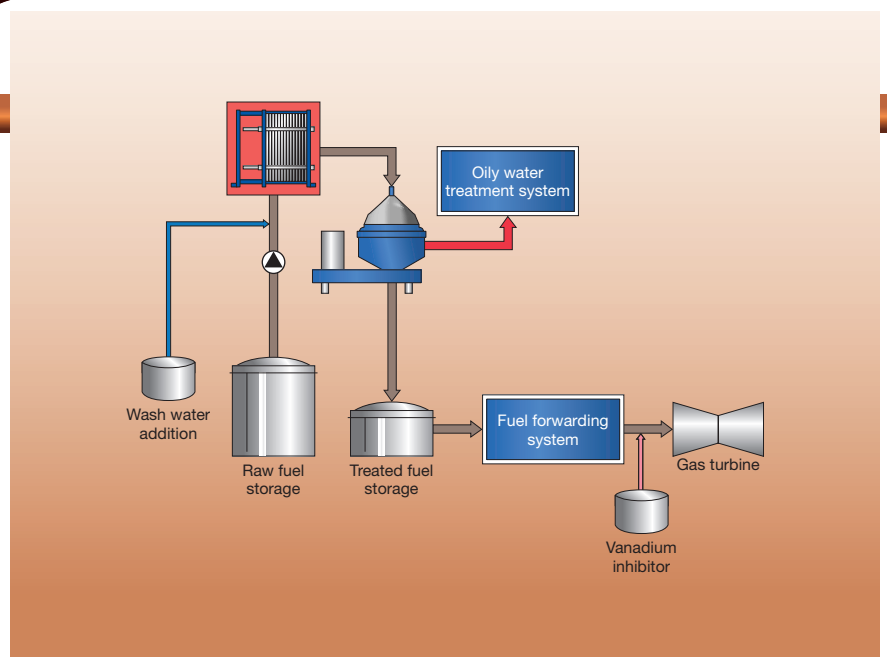 Oily water
treatment system
Wash water
addition
Raw fuel
storage
Treated fuel
storage
Fuel forwarding
system
Gas turbine
Vanadium
inhibitor